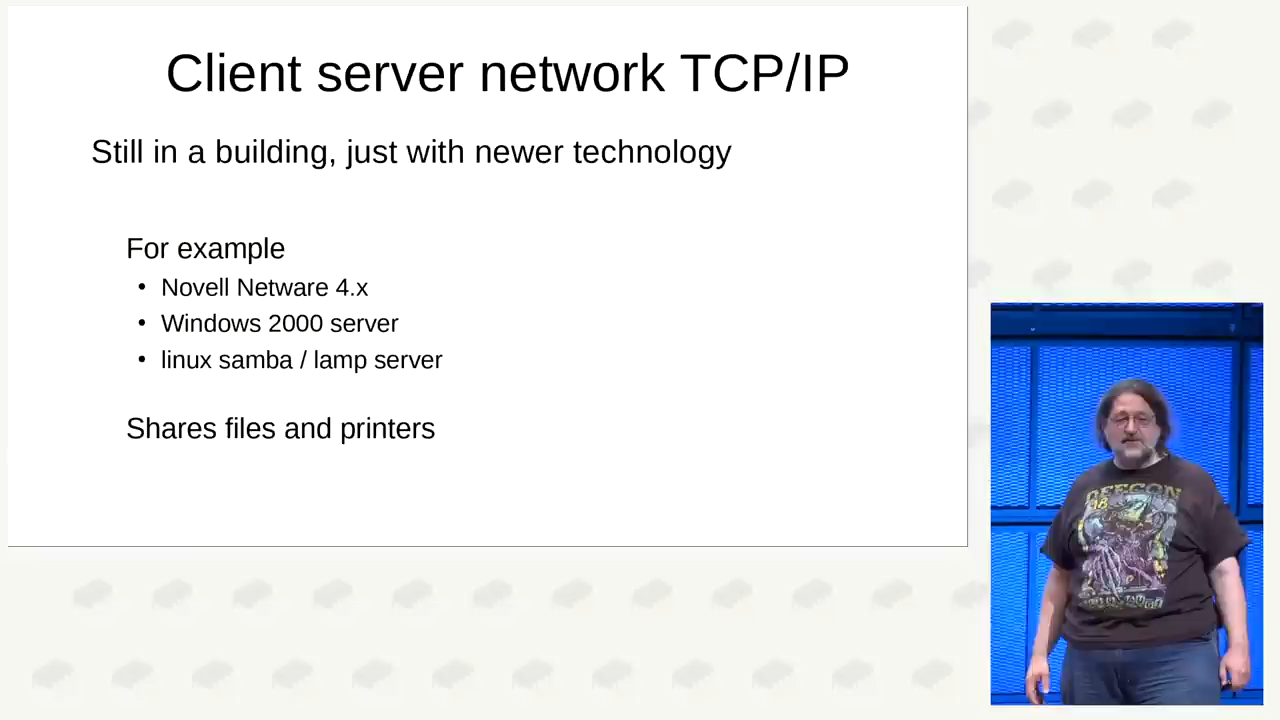 Client server network TCP/IP
Still in a building, just with newer technology
For example
• Novell Netware 4.x
• Windows 2000 server
• linux samba / lamp server
Shares files and printers
DEFCON